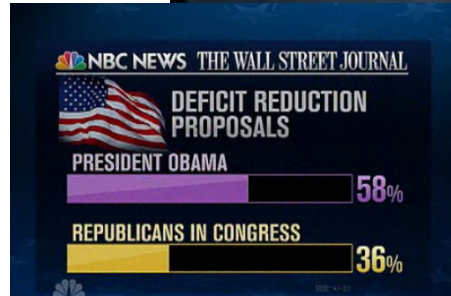 NBC NEWS THE WALL STREET JOURNAL
DEFICIT REDUCTION
PROPOSALS
PRESIDENT OBAMA
58%
REPUBLICANS IN CONGRESS
36%